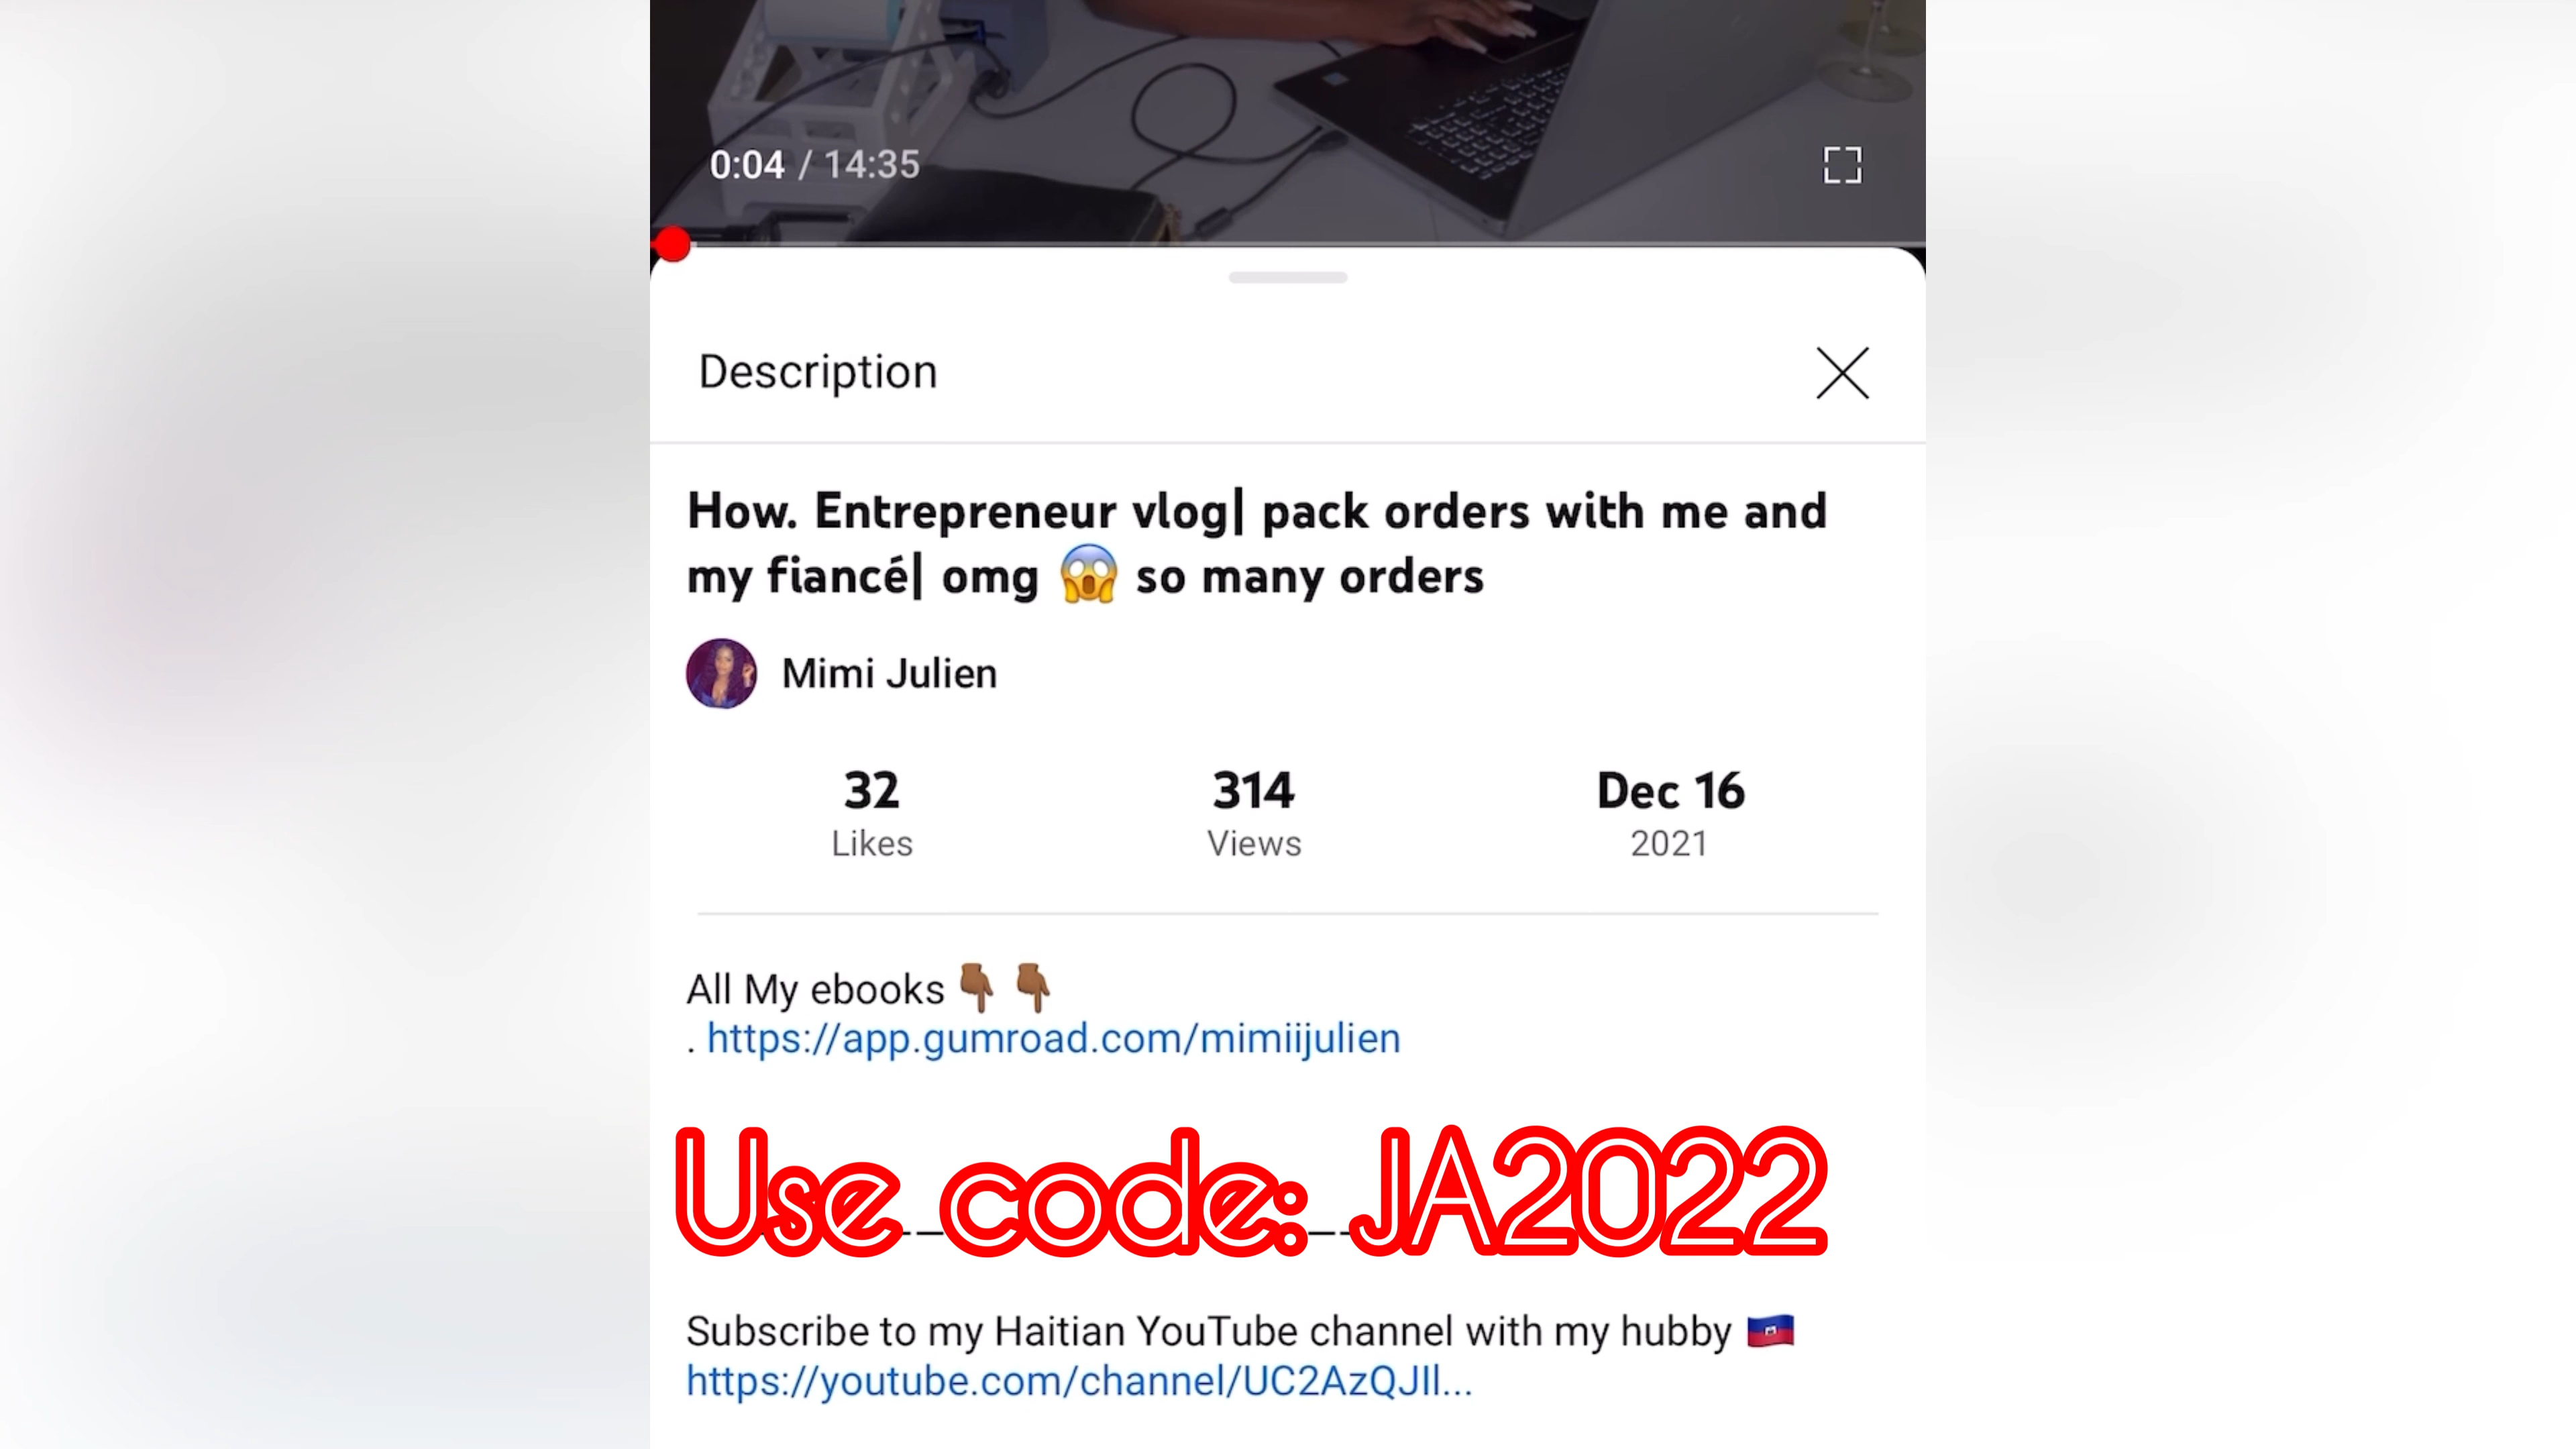 0:04 / 14:35
Description
How. Entrepreneur vlog| pack orders with me and
my fiancé| omg 😱 so many orders
Mimi Julien
32
Likes
314
Views
Dec 16
2021
All My ebooks 👇🏾 👇🏾
. https://app.gumroad.com/mimiijulien
Use code: JA2022
Subscribe to my Haitian YouTube channel with my hubby 🇭🇹
https://youtube.com/channel/UC2AzQJIl...